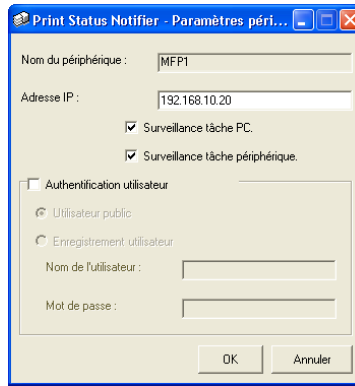 Print Status Notifier - Paramètres péri...
Nom du périphérique : MFP1
Adresse IP : 192.168.10.20
Surveillance tâche PC.
Surveillance tâche périphérique.
Authentification utilisateur
Utilisateur public
Enregistrement utilisateur
Nom de l'utilisateur :
Mot de passe :
OK Annuler